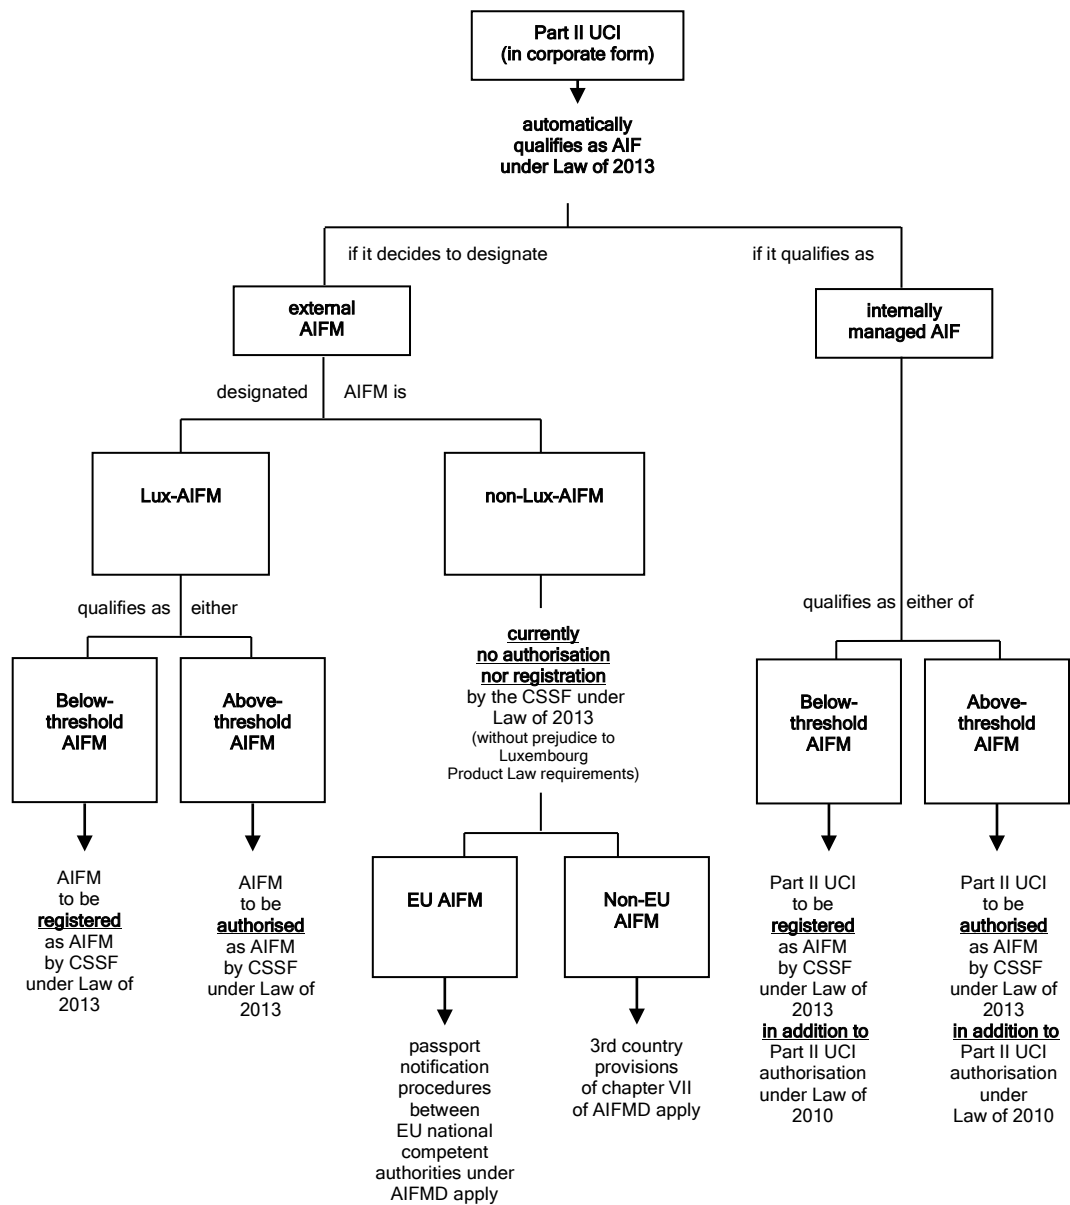 Part II UCI
(in corporate form)
automatically
qualifies as AIF
under Law of 2013
if it decides to designate
if it qualifies as
external
AIFM
internally
managed AIF
designated AIFM is
Lux-AIFM
non-Lux-AIFM
qualifies as either
currently
no authorisation
nor registration
by the CSSF under
Law of 2013
(without prejudice to
Luxembourg
Product Law requirements)
qualifies as either of
Below-
threshold
AIFM
Above-
threshold
AIFM
Below-
threshold
AIFM
Above-
threshold
AIFM
AIFM
to be
registered
as AIFM
by CSSF
under Law of
2013
AIFM
to be
authorised
as AIFM
by CSSF
under Law of
2013
EU AIFM
Non-EU
AIFM
passport
notification
procedures
between
EU national
competent
authorities under
AIFMD apply
3rd country
provisions
of chapter VII
of AIFMD apply
Part II UCI
to be
registered
as AIFM
by CSSF
under Law of
2013
in addition to
Part II UCI
authorisation
under Law of
2010
Part II UCI
to be
authorised
as AIFM
by CSSF
under Law of
2013
in addition to
Part II UCI
authorisation
under
Law of 2010